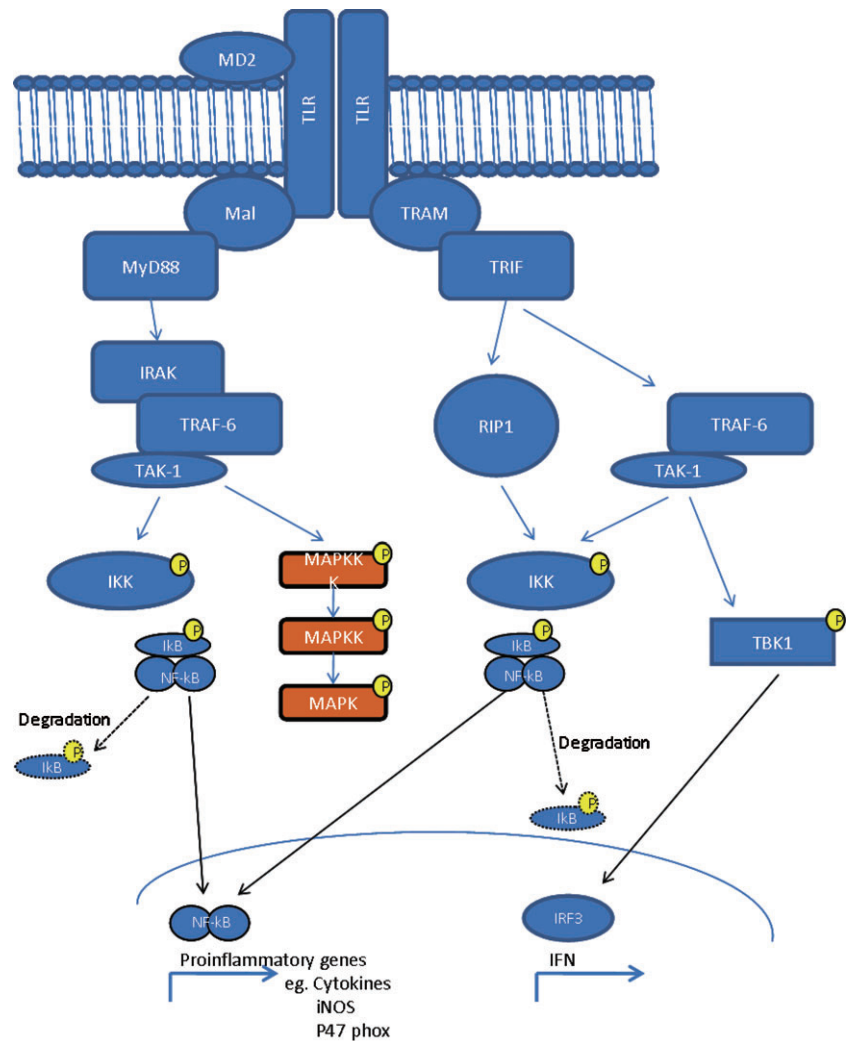 MD2
TLR
TLR
Mal
TRAM
MyD88
TRIF
IRAK
TRAF-6
TAK-1
RIP1
TRAF-6
TAK-1
P
IKK
P
MAPKK
K
P
IKK
P
IkB
NF-kB
P
MAPKK
P
IkB
NF-kB
P
TBK1
P
MAPK
Degradation
P
IkB
Degradation
P
IkB
NF-kB
IRF3
Proinflammatory genes
eg. Cytokines
iNOS
P47 phox
IFN